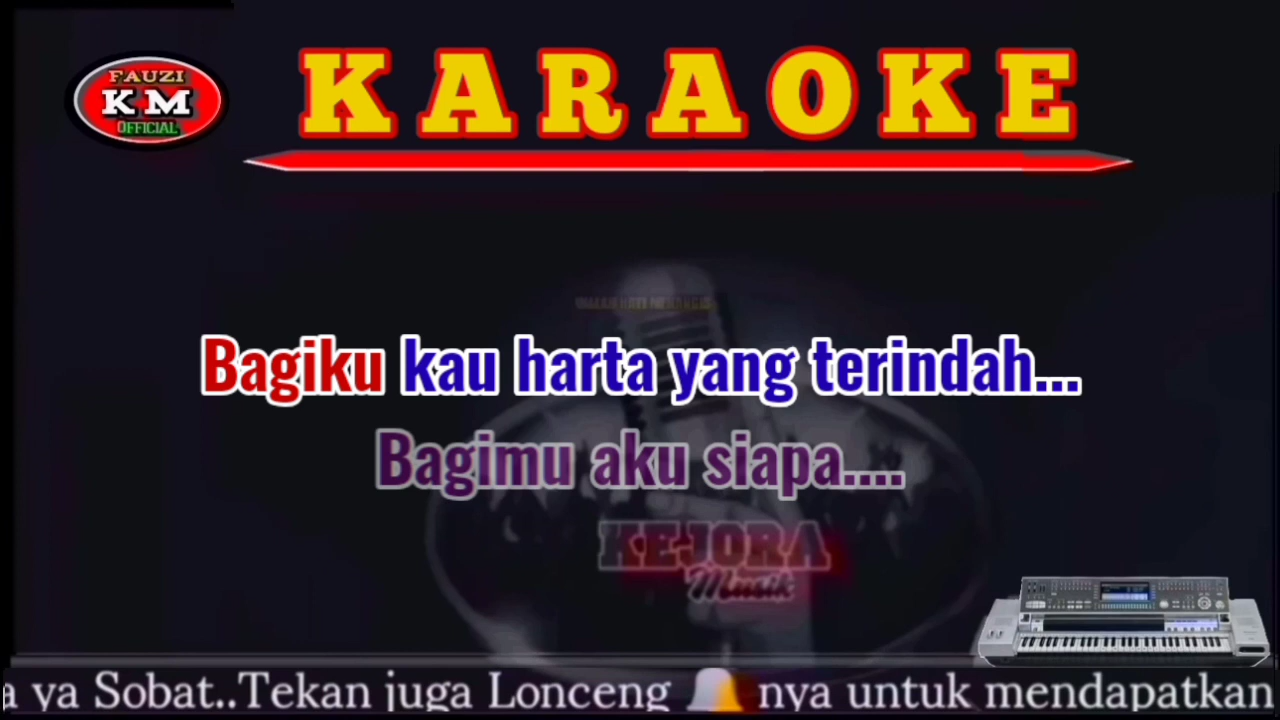 FAUZI
KM
OFFICIAL
KARAOKE
Bagiku kau harta yang terindah...
Bagimu aku siapa....
KEJORA
Musik
a ya Sobat..Tekan juga Lonceng 🔔 nya untuk mendapatkan